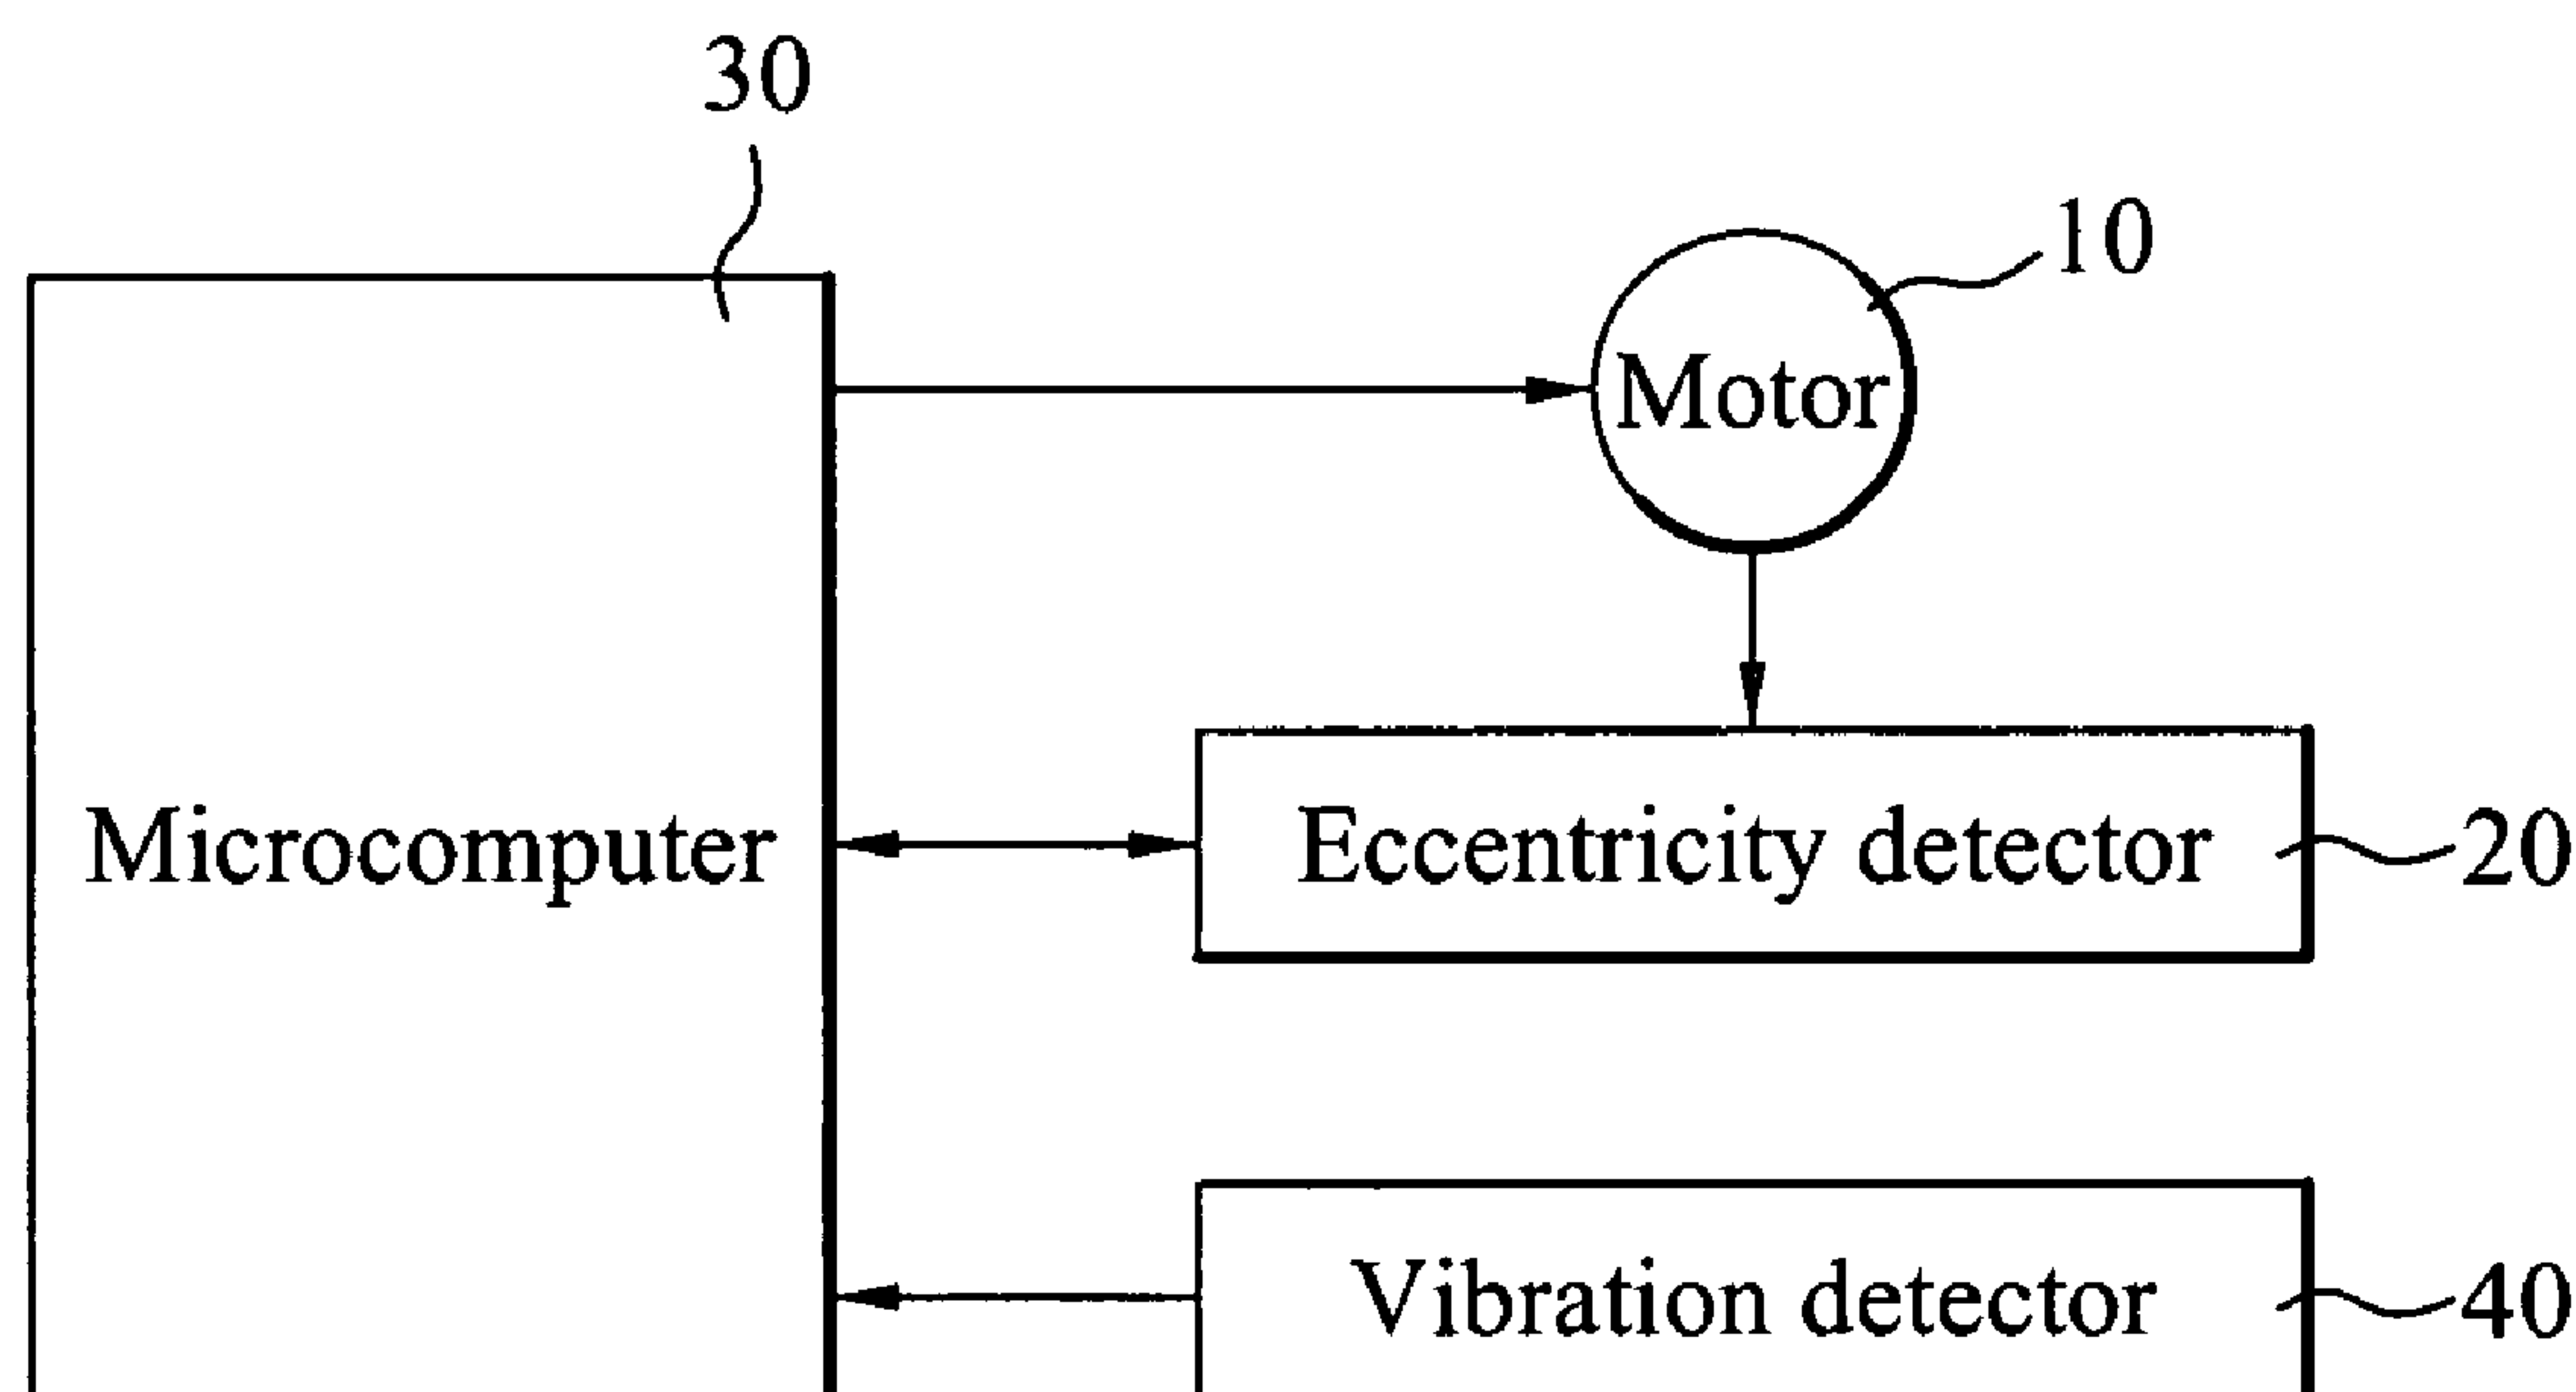 30
10
Motor
Microcomputer
Eccentricity detector
20
Vibration detector
40